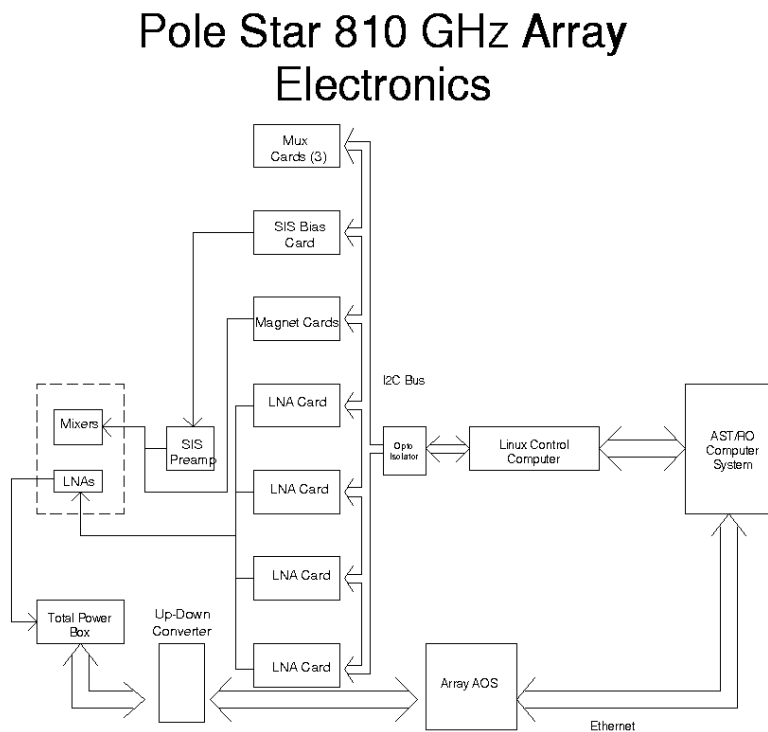 Pole Star 810 GHz Array
Electronics
Mux
Cards (3)
SIS Bias
Card
Magnet Cards
I2C Bus
LNA Card
Mixers
SIS
Preamp
Opto
Isolator
Linux Control
Computer
AST/RO
Computer
System
LNAs
LNA Card
LNA Card
Total Power
Box
Up-Down
Converter
LNA Card
Array AOS
Ethernet